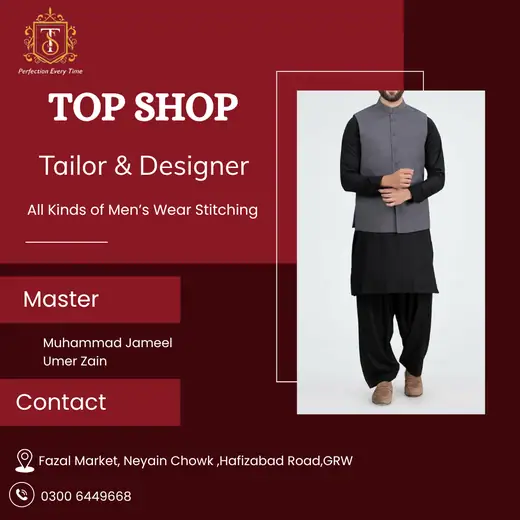 TS
Perfection Every Time
TOP SHOP
Tailor & Designer
All Kinds of Men’s Wear Stitching
Master
Muhammad Jameel
Umer Zain
Contact
Fazal Market, Neyain Chowk ,Hafizabad Road,GRW
0300 6449668